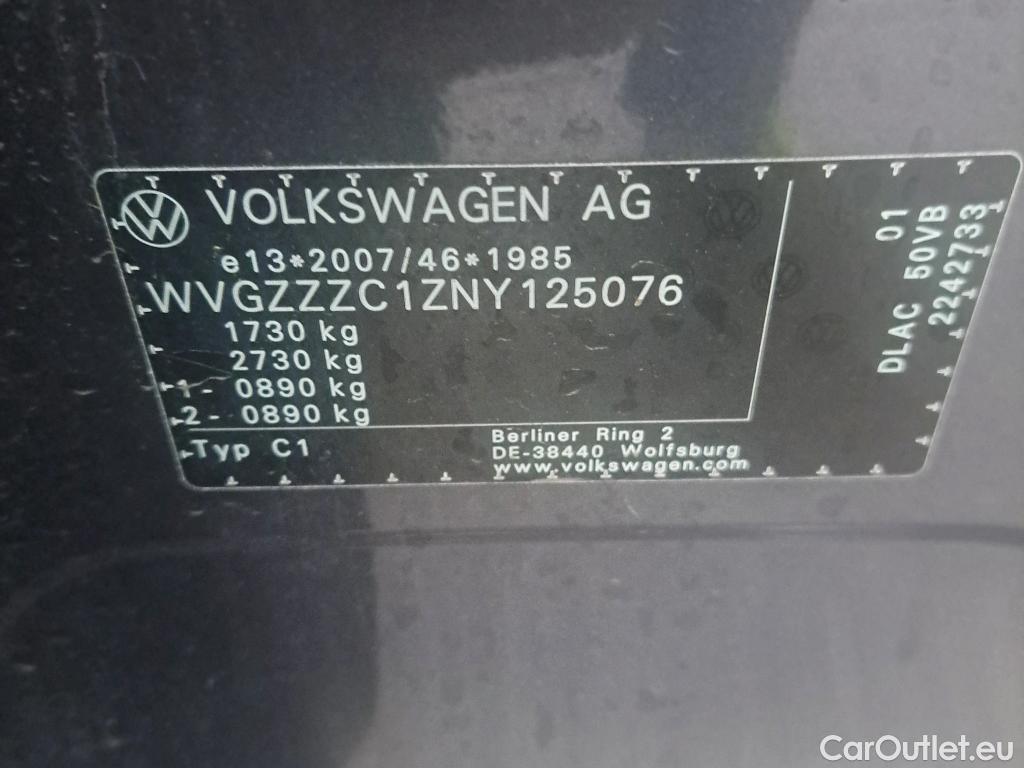 VOLKSWAGEN AG
e13*2007/46*1985
WVGZZZC1ZNY125076
1730 kg
2730 kg
1- 0890 kg
2- 0890 kg
Typ C1
Berliner Ring 2
DE-38440 Wolfsburg
www.volkswagen.com
01
DLAC 50VB
2242733
CarOutlet.eu